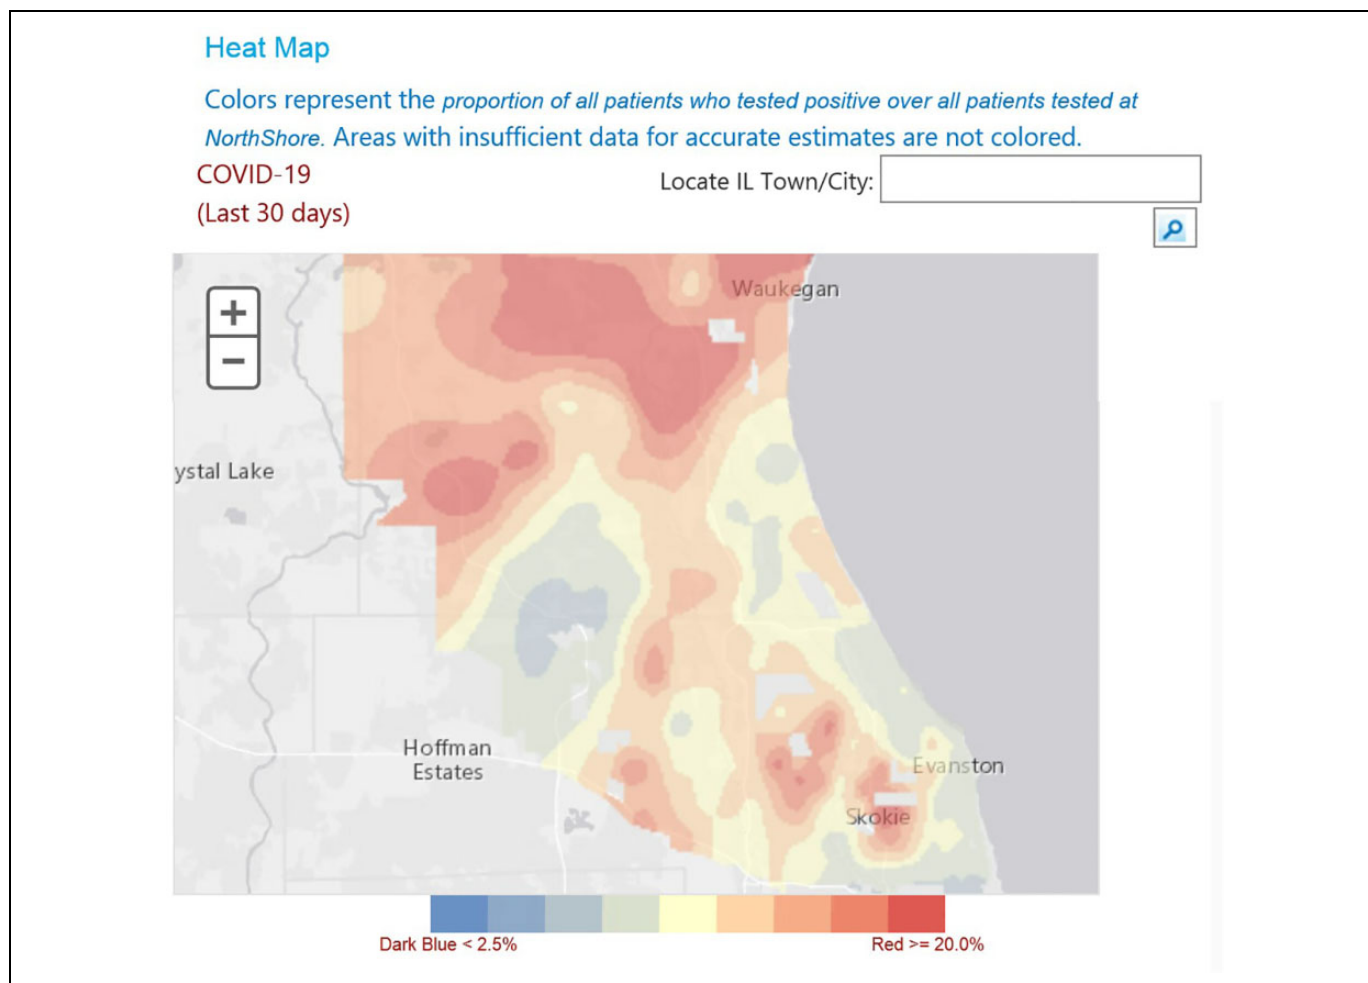 Heat Map
Colors represent the proportion of all patients who tested positive over all patients tested at
NorthShore. Areas with insufficient data for accurate estimates are not colored.
COVID-19
(Last 30 days)
Locate IL Town/City:
+
−
Waukegan
ystal Lake
Hoffman
Estates
Evanston
Skokie
Dark Blue < 2.5%
Red >= 20.0%